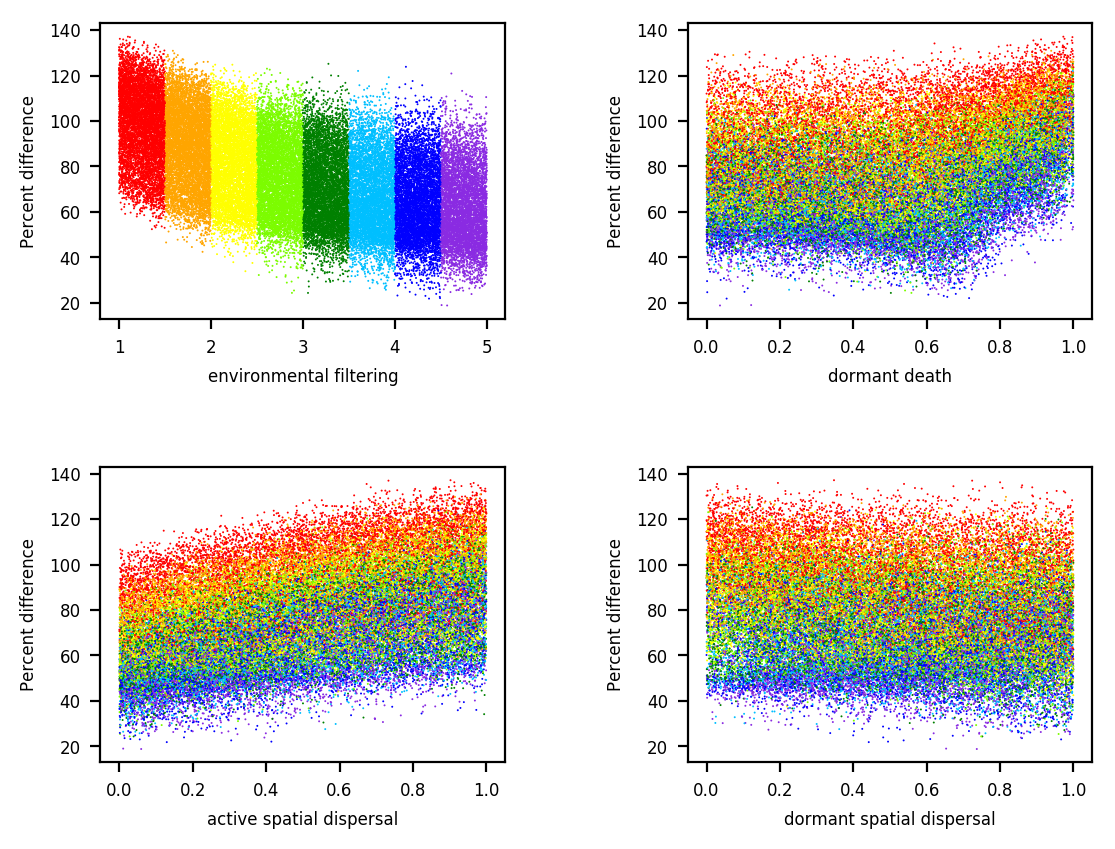 140
120
100
80
60
40
20
Percent difference
1 2 3 4 5
environmental filtering
140
120
100
80
60
40
20
Percent difference
0.0 0.2 0.4 0.6 0.8 1.0
dormant death
140
120
100
80
60
40
20
Percent difference
0.0 0.2 0.4 0.6 0.8 1.0
active spatial dispersal
140
120
100
80
60
40
20
Percent difference
0.0 0.2 0.4 0.6 0.8 1.0
dormant spatial dispersal